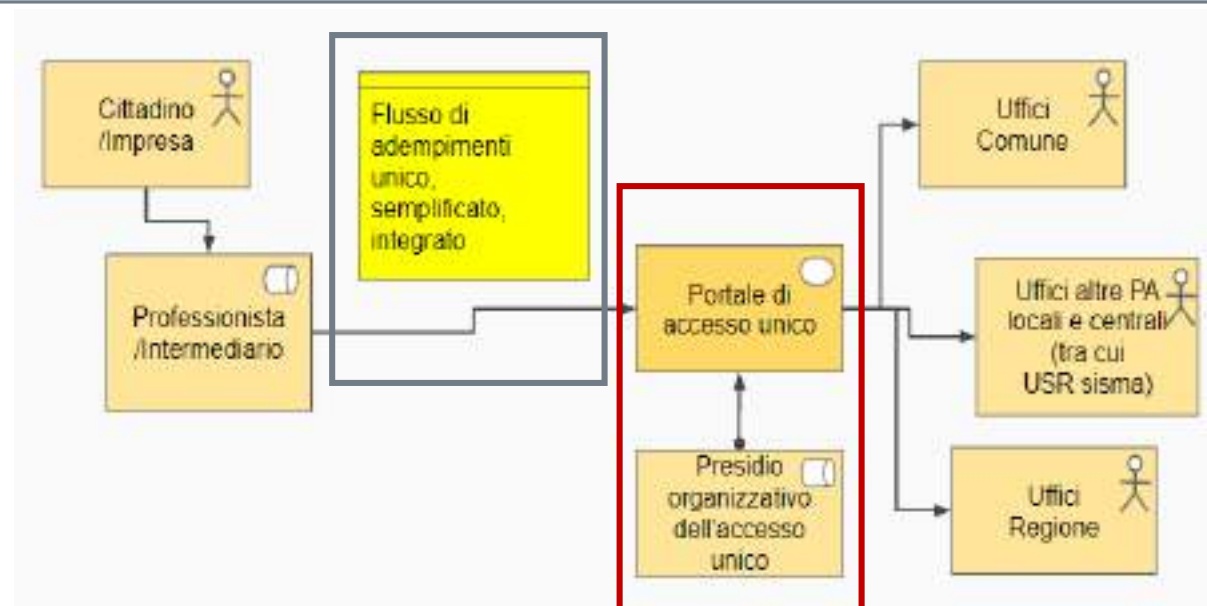 Cittadino
/Impresa
Professionista
/Intermediario
Flusso di
adempimenti
unico,
semplificato,
integrato
Portale di
accesso unico
Presidio
organizzativo
dell'accesso
unico
Uffici
Comune
Uffici altre PA
locali e centrali
(tra cui
USR sisma)
Uffici
Regione